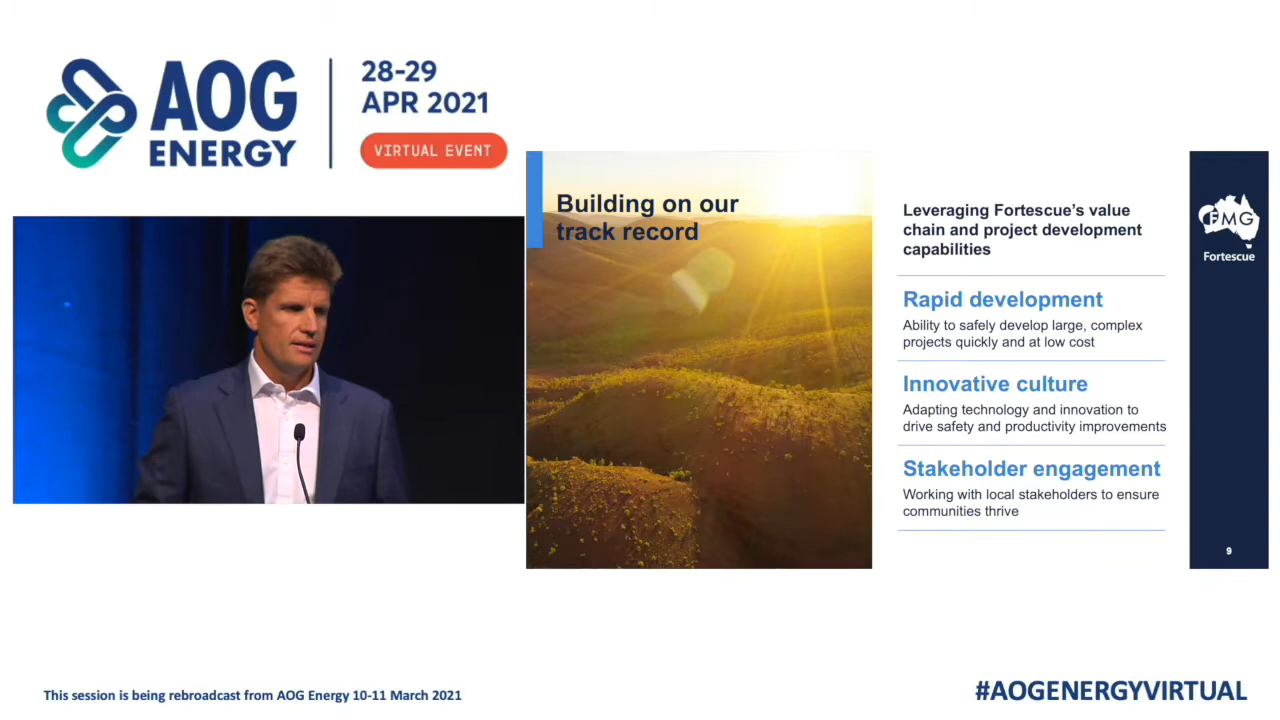 AOG
ENERGY
28-29
APR 2021
VIRTUAL EVENT
Building on our
track record
Leveraging Fortescue's value
chain and project development
capabilities
Rapid development
Ability to safely develop large, complex
projects quickly and at low cost
Innovative culture
Adapting technology and innovation to
drive safety and productivity improvements
Stakeholder engagement
Working with local stakeholders to ensure
communities thrive
FMG
Fortescue
9
This session is being rebroadcast from AOG Energy 10-11 March 2021
#AOGENERGYVIRTUAL